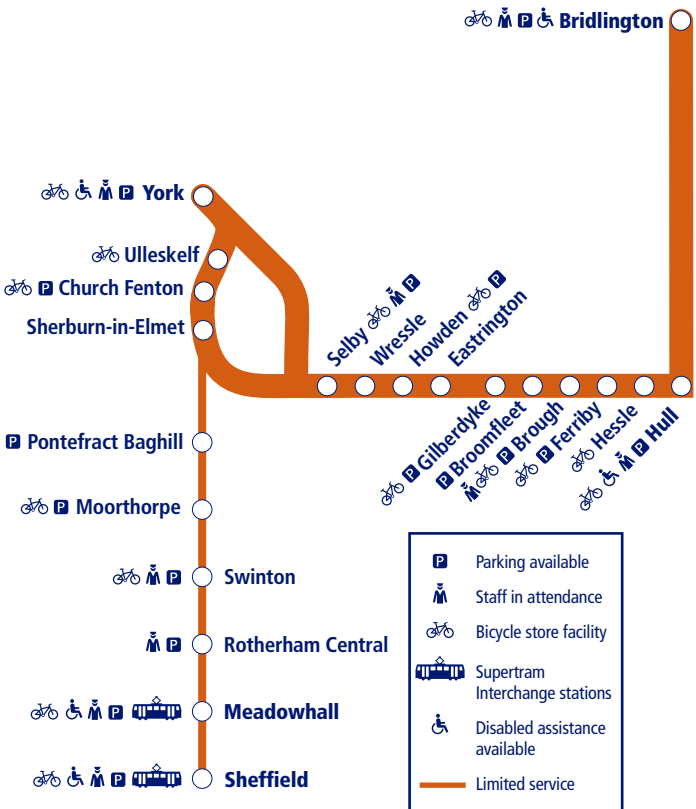 Bridlington
York
Ulleskelf
Church Fenton
Sherburn-in-Elmet
Selby
Wressle
Howden
Eastrington
Gilberdyke
Broomfleet
Brough
Ferriby
Hessle
Hull
Pontefract Baghill
Moorthorpe
Swinton
Rotherham Central
Meadowhall
Sheffield
P Parking available
Staff in attendance
Bicycle store facility
Supertram
Interchange stations
Disabled assistance
available
Limited service